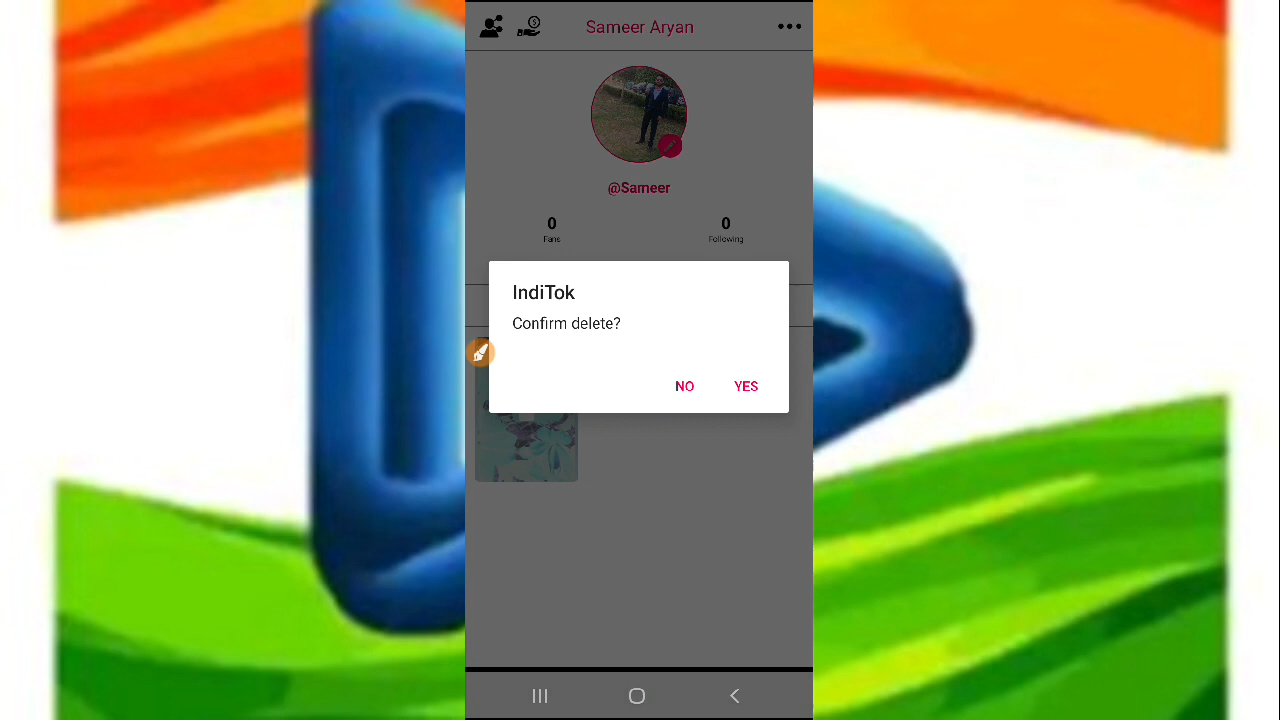 Sameer Aryan
@Sameer
0 0
Fans Following
IndiTok
Confirm delete?
NO YES